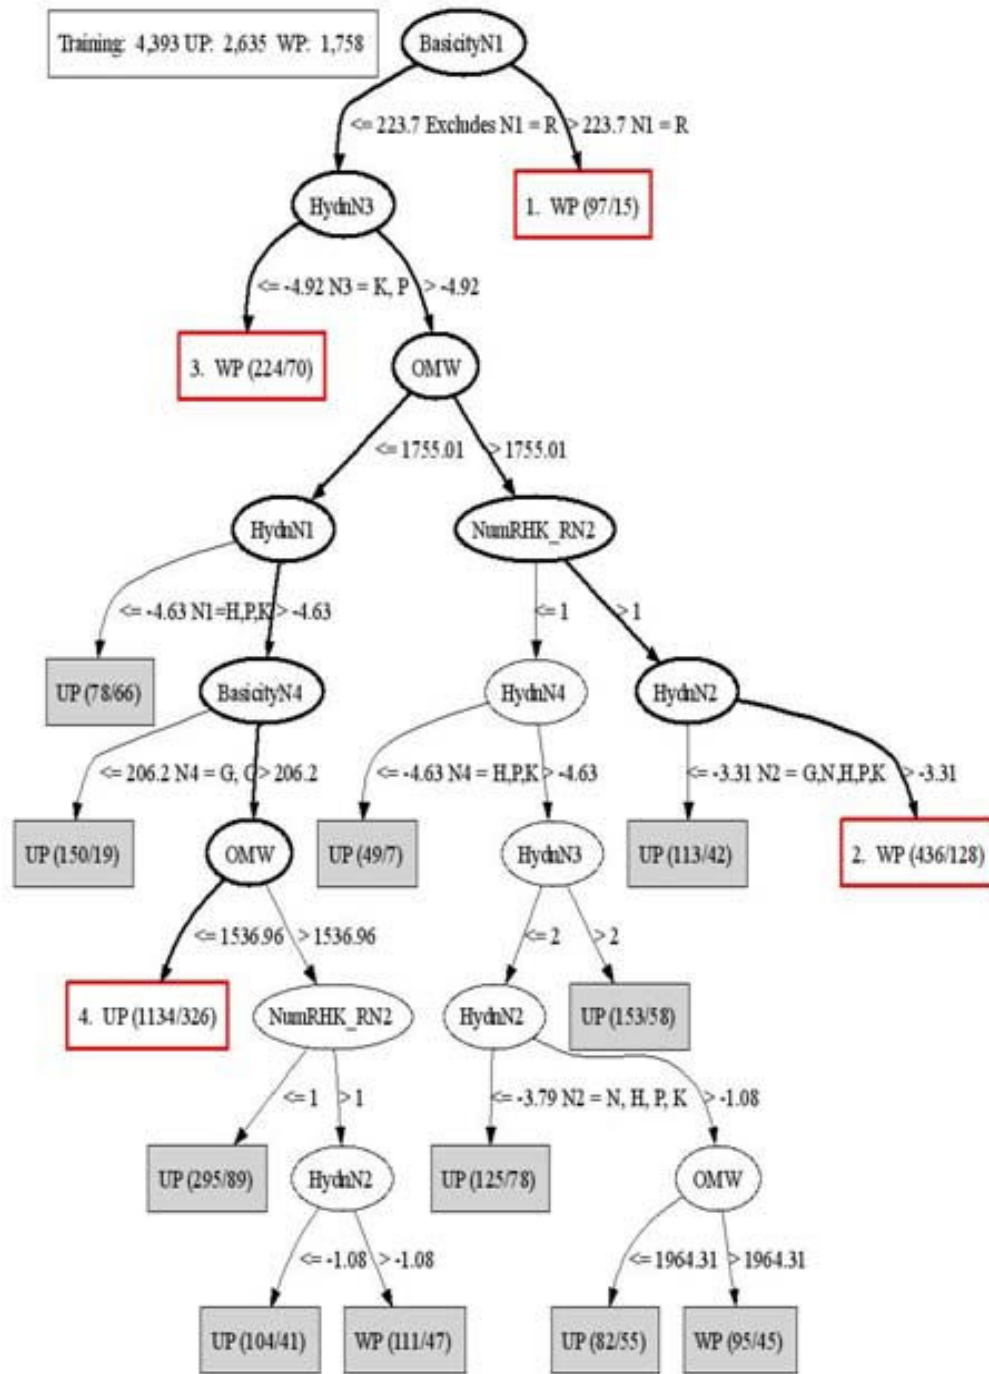 Training: 4,393 UP: 2,635 WP: 1,758
BasicityN1
<= 223.7 Excludes N1 = R
> 223.7 N1 = R
HydnN3
1. WP (97/15)
<= -4.92 N3 = K, P
> -4.92
3. WP (224/70)
OMW
<= 1755.01
> 1755.01
HydnN1
NumRHK_RN2
<= -4.63 N1=H,P,K
> -4.63
<= 1
> 1
UP (78/66)
BasicityN4
HydnN4
HydnN2
<= 206.2 N4 = G,
> 206.2
<= -4.63 N4 = H,P,K
> -4.63
<= -3.31 N2 = G,N,H,P,K
> -3.31
UP (150/19)
OMW
UP (49/7)
HydnN3
UP (113/42)
2. WP (436/128)
<= 1536.96
> 1536.96
<= 2
> 2
4. UP (1134/326)
NumRHK_RN2
HydnN2
UP (153/58)
<= 1
> 1
<= -3.79 N2 = N, H, P, K
> -1.08
UP (295/89)
HydnN2
UP (125/78)
OMW
<= -1.08
> -1.08
<= 1964.31
> 1964.31
UP (104/41)
WP (111/47)
UP (82/55)
WP (95/45)